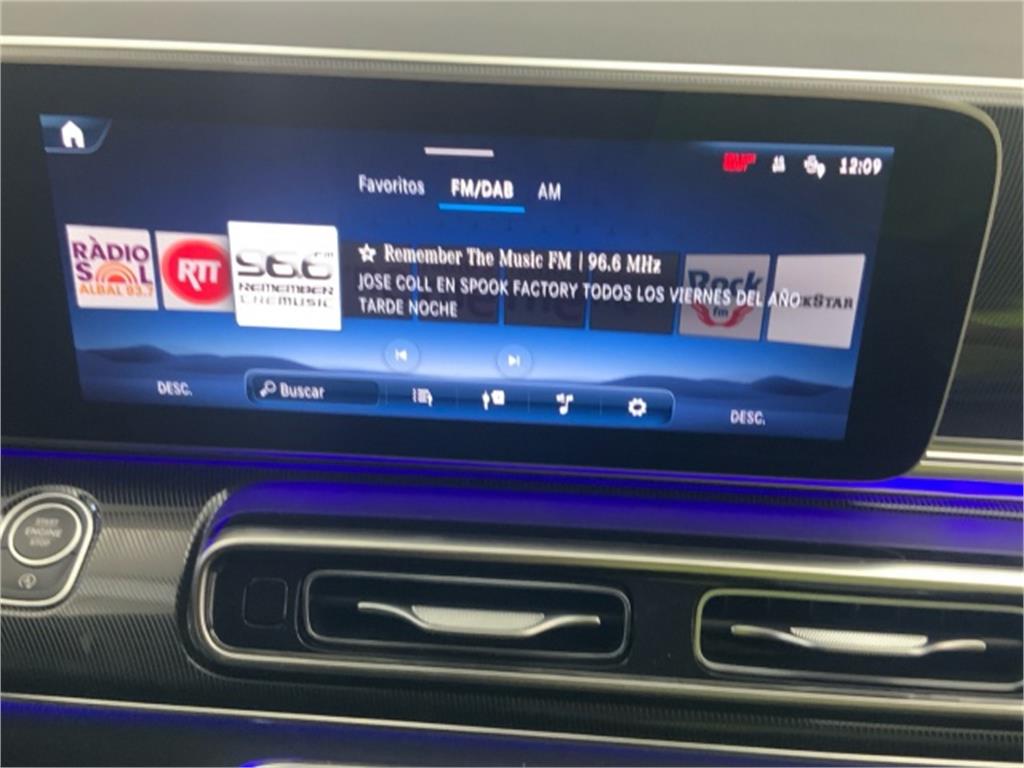 12:09
Favoritos FM/DAB AM
RÀDIO
SOL
ALBAL 93.7
RTT
96.6 FM
REMEMBER
THEMUSIC
Remember The Music FM | 96.6 MHz
JOSE COLL EN SPOOK FACTORY TODOS LOS VIERNES DEL AÑO
TARDE NOCHE
Rock
fm
kSTAR
DESC.
Buscar
DESC.
START
ENGINE
STOP